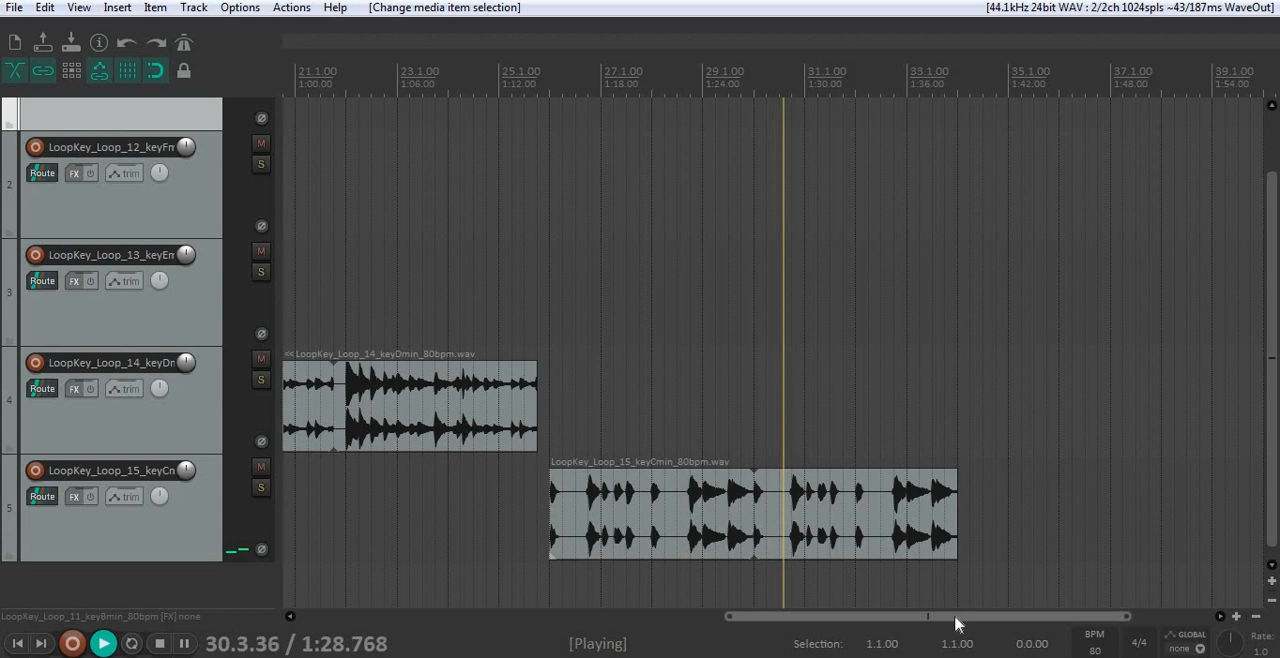 File Edit View Insert Item Track Options Actions Help [Change media item selection] [44.1kHz 24bit WAV : 2/2ch 1024spls ~43/187ms WaveOut]
21.1.00 23.1.00 25.1.00 27.1.00 29.1.00 31.1.00 33.1.00 35.1.00 37.1.00 39.1.00
1:00.00 1:06.00 1:12.00 1:18.00 1:24.00 1:30.00 1:36.00 1:42.00 1:48.00 1:54.00
LoopKey_Loop_12_keyFm M
Route FX trim S
2
LoopKey_Loop_13_keyEm M
Route FX trim S
3
<<LoopKey_Loop_14_keyDmin_80bpm.wav
LoopKey_Loop_14_keyDm M
Route FX trim S
4
LoopKey_Loop_15_keyCmin_80bpm.wav
LoopKey_Loop_15_keyCm M
Route FX trim S
5
LoopKey_Loop_11_keyBmin_80bpm [FX] none
30.3.36 / 1:28.768 [Playing] Selection: 1.1.00 1.1.00 0.0.00 BPM 80 4/4 GLOBAL none Rate: 1.0